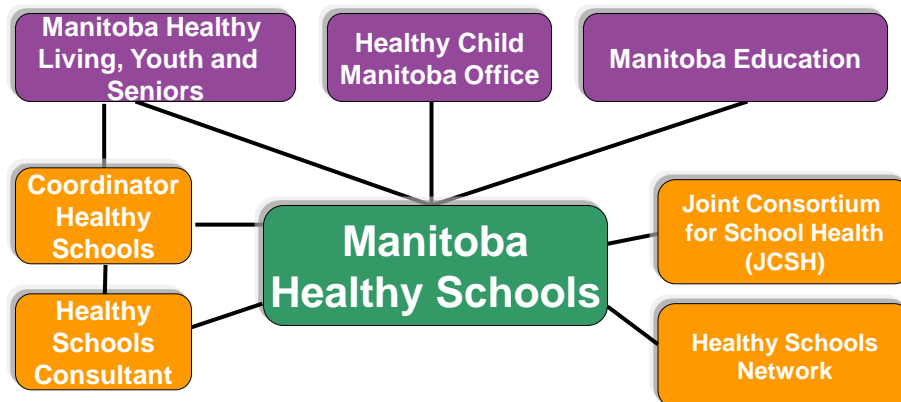 Manitoba Healthy
Living, Youth and
Seniors
Healthy Child
Manitoba Office
Manitoba Education
Coordinator
Healthy
Schools
Manitoba
Healthy Schools
Joint Consortium
for School Health
(JCSH)
Healthy
Schools
Consultant
Healthy Schools
Network